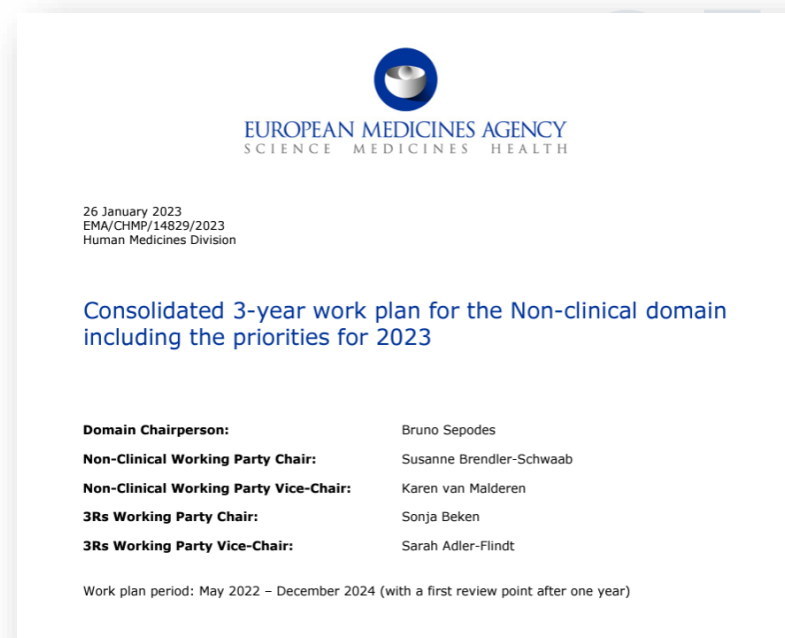 EUROPEAN MEDICINES AGENCY
SCIENCE MEDICINES HEALTH
26 January 2023
EMA/CHMP/14829/2023
Human Medicines Division
Consolidated 3-year work plan for the Non-clinical domain
including the priorities for 2023
Domain Chairperson: Bruno Sepodes
Non-Clinical Working Party Chair: Susanne Brendler-Schwaab
Non-Clinical Working Party Vice-Chair: Karen van Malderen
3Rs Working Party Chair: Sonja Beken
3Rs Working Party Vice-Chair: Sarah Adler-Flindt
Work plan period: May 2022 – December 2024 (with a first review point after one year)